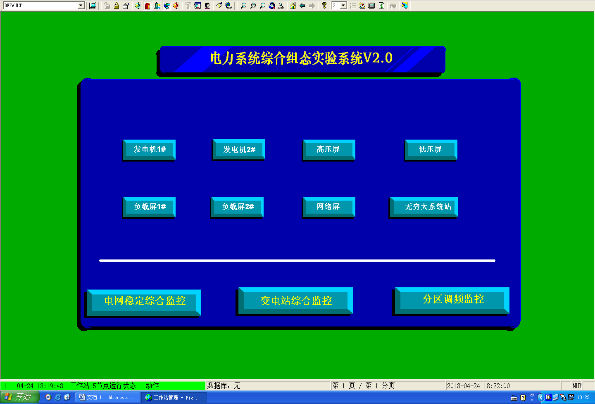 电力系统综合组态实验系统V2.0
发电机1# 发电机2# 高压屏 低压屏
负载屏1# 负载屏2# 网络屏 无穷大系统站
电网稳定综合监控 变电站综合监控 分区调频监控
第 1 页 / 第 1 分页
NUM
开始